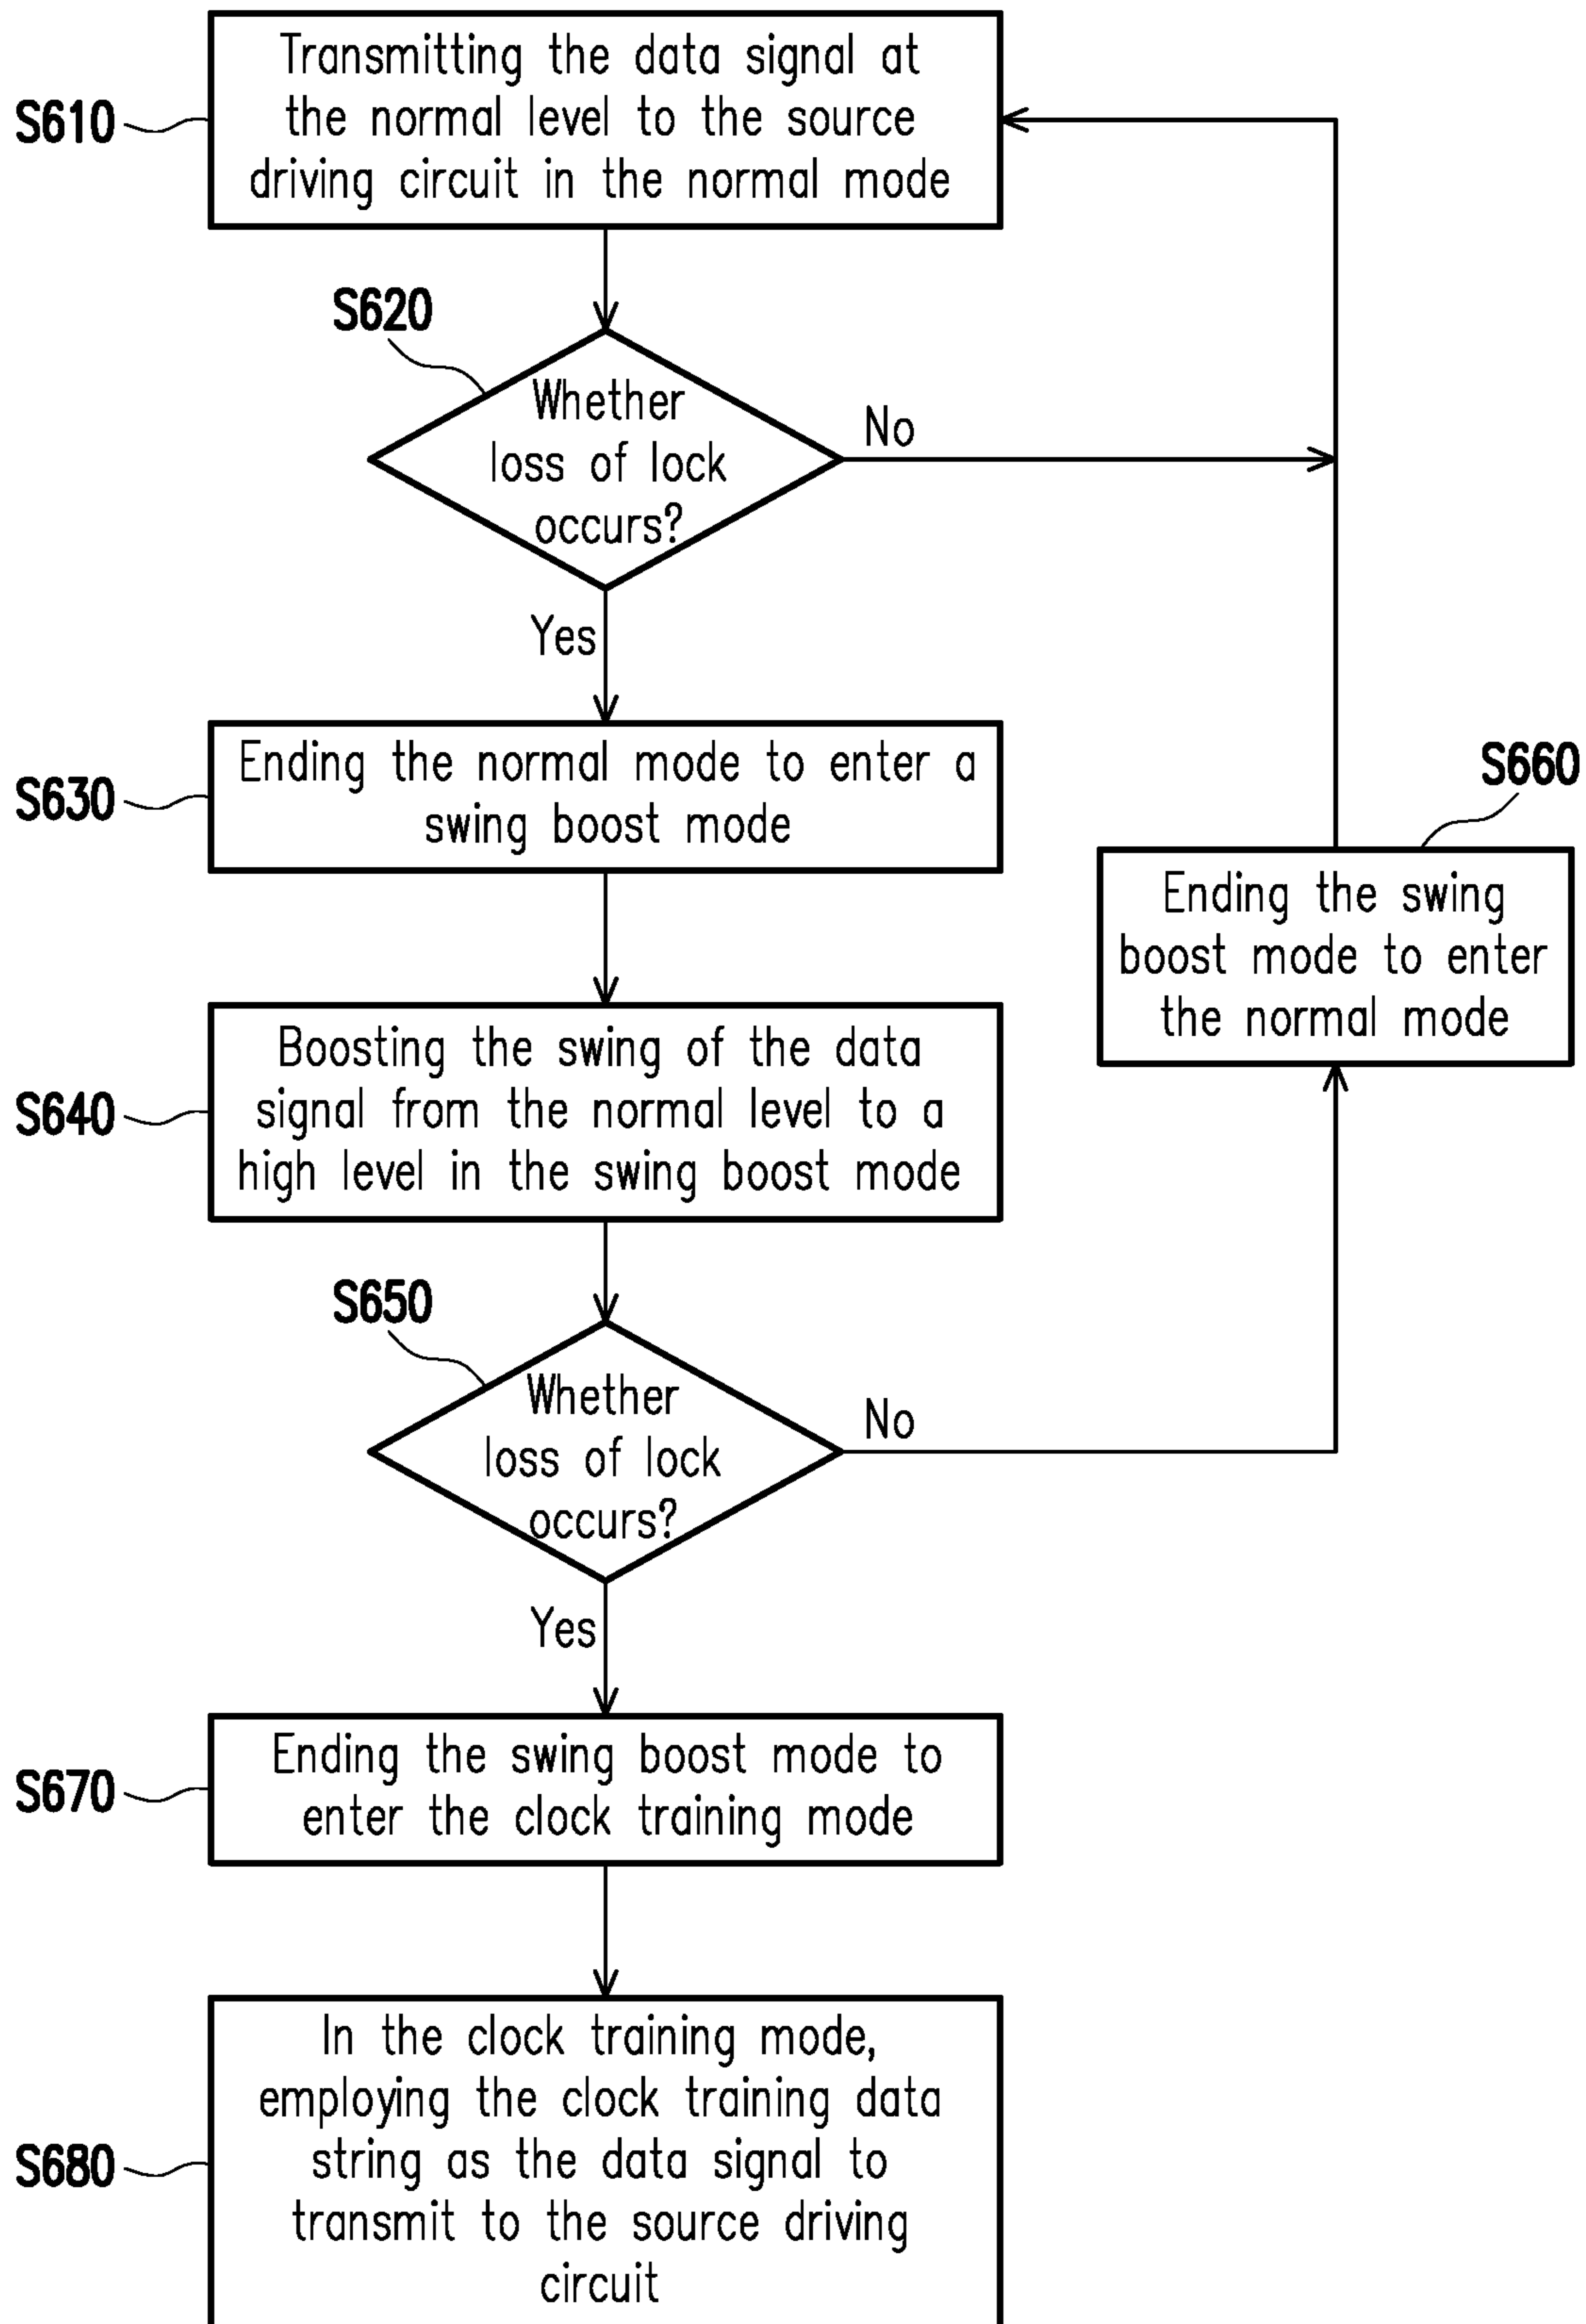 S610
Transmitting the data signal at
the normal level to the source
driving circuit in the normal mode
S620
Whether
loss of lock
occurs?
No
Yes
S630
Ending the normal mode to enter a
swing boost mode
S660
Ending the swing
boost mode to enter
the normal mode
S640
Boosting the swing of the data
signal from the normal level to a
high level in the swing boost mode
S650
Whether
loss of lock
occurs?
No
Yes
S670
Ending the swing boost mode to
enter the clock training mode
S680
In the clock training mode,
employing the clock training data
string as the data signal to
transmit to the source driving
circuit